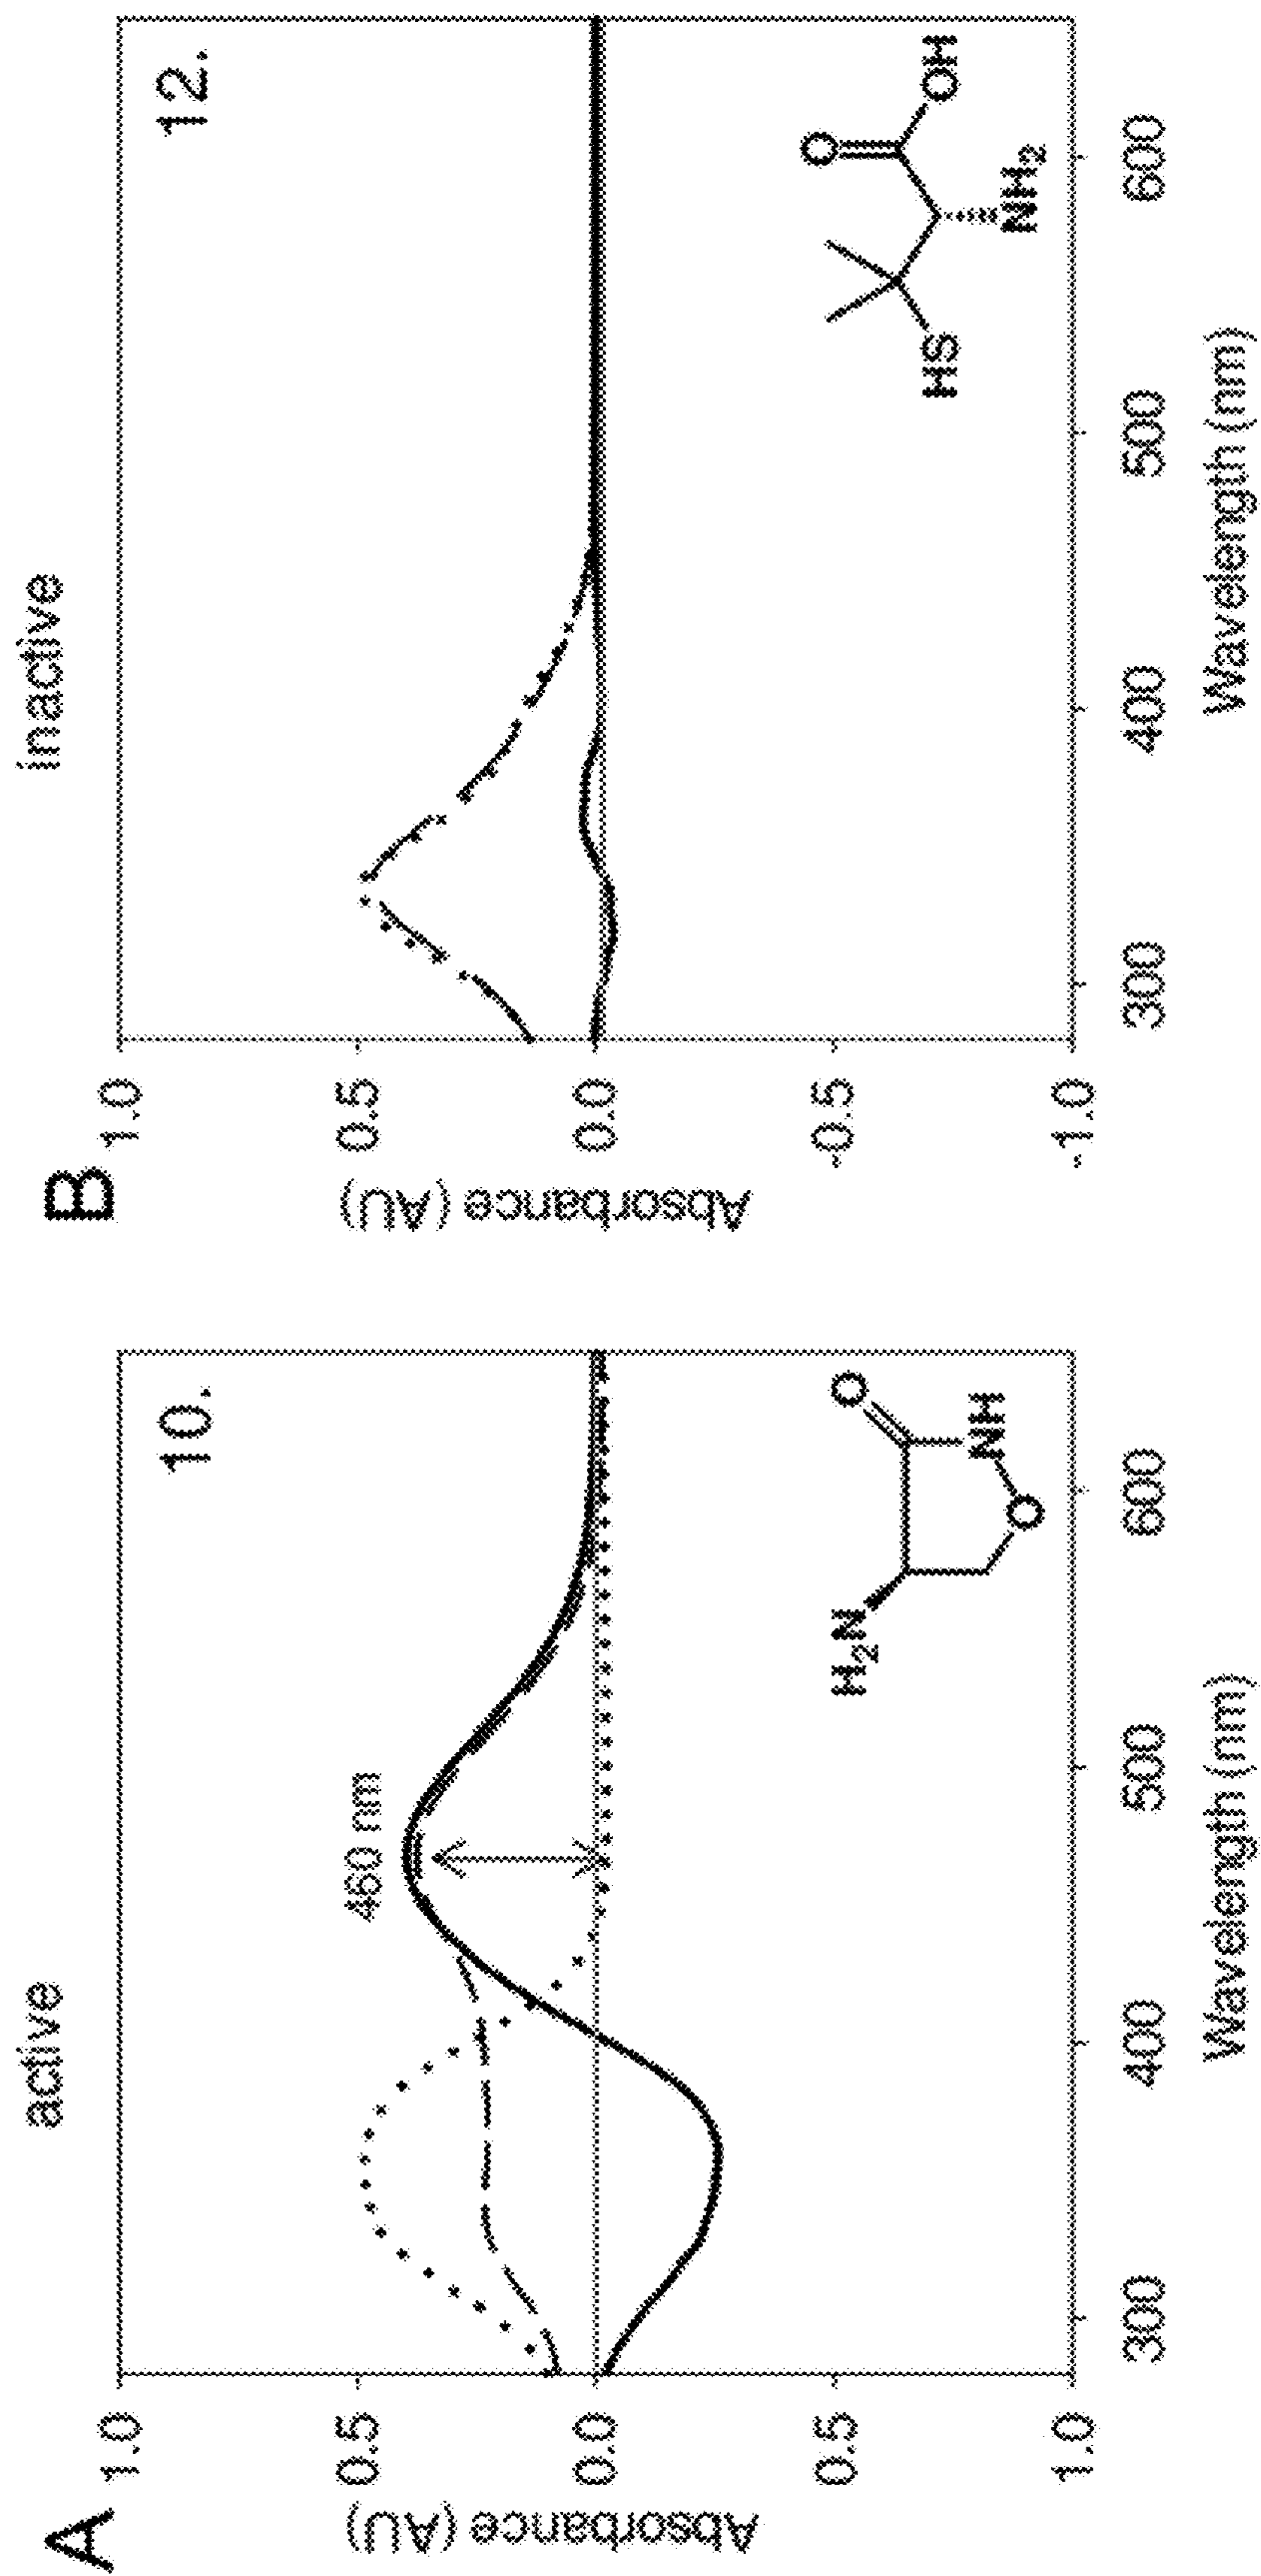 A
active
10.
460 nm
1.0
0.5
0.0
0.5
1.0
Absorbance (AU)
H2N
O
NH
O
300
400
500
600
Wavelength (nm)
B
inactive
12.
1.0
0.5
0.0
-0.5
-1.0
Absorbance (AU)
HS
O
OH
NH2
300
400
500
600
Wavelength (nm)